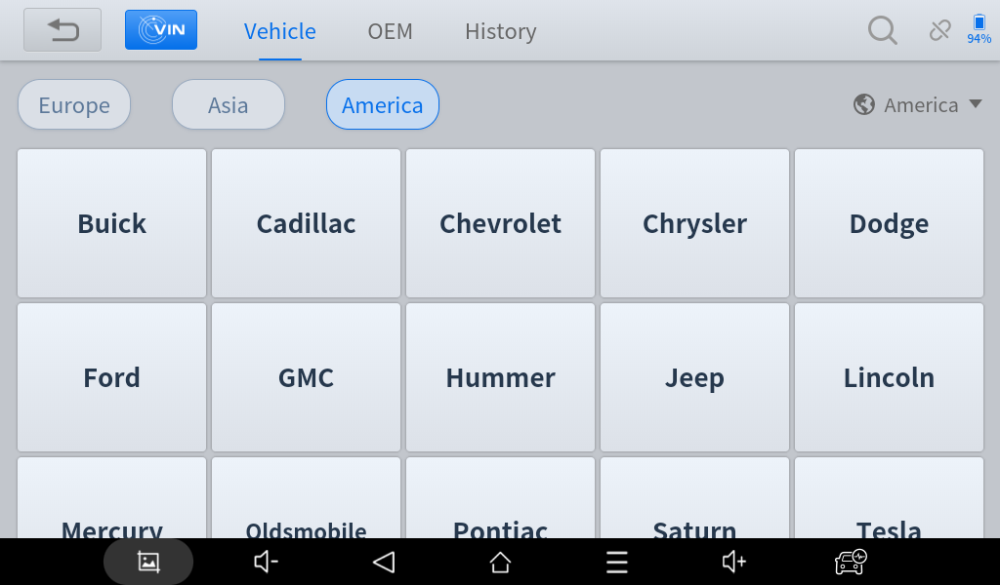 VIN Vehicle OEM History
94%
Europe Asia America America
Buick Cadillac Chevrolet Chrysler Dodge
Ford GMC Hummer Jeep Lincoln
Mercury Oldsmobile Pontiac Saturn Tesla